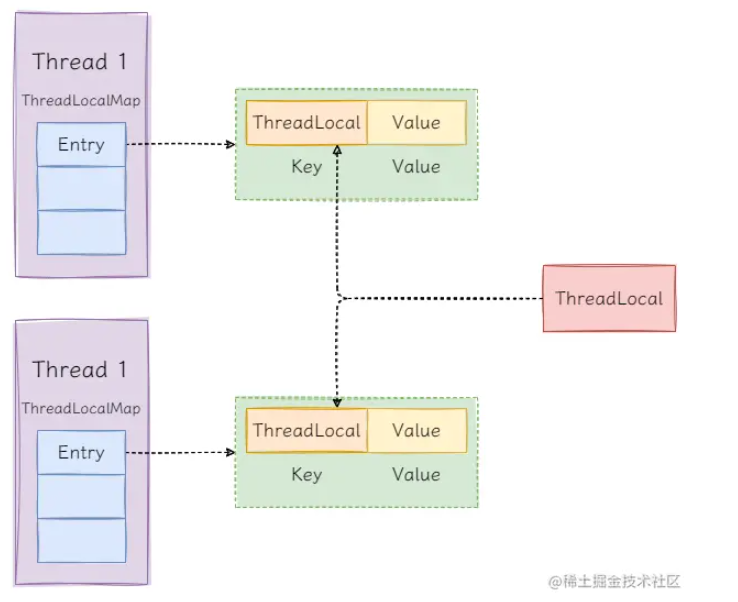 Thread 1
ThreadLocalMap
Entry
ThreadLocal Value
Key Value
ThreadLocal
Thread 1
ThreadLocalMap
Entry
ThreadLocal Value
Key Value
@稀土掘金技术社区